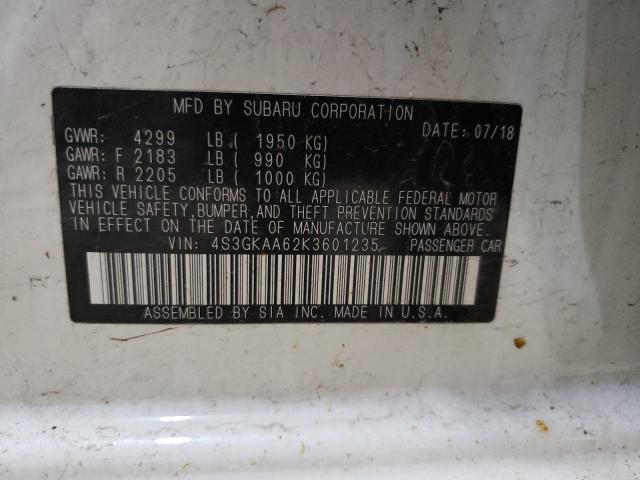 MFD BY SUBARU CORPORATION
GVWR: 4299 LB ( 1950 KG) DATE: 07/18
GAWR: F 2183 LB ( 990 KG)
GAWR: R 2205 LB ( 1000 KG)
THIS VEHICLE CONFORMS TO ALL APPLICABLE FEDERAL MOTOR
VEHICLE SAFETY, BUMPER, AND THEFT PREVENTION STANDARDS
IN EFFECT ON THE DATE OF MANUFACTURE SHOWN ABOVE.
VIN: 4S3GKAA62K3601235 PASSENGER CAR
ASSEMBLED BY SIA INC. MADE IN U.S.A.